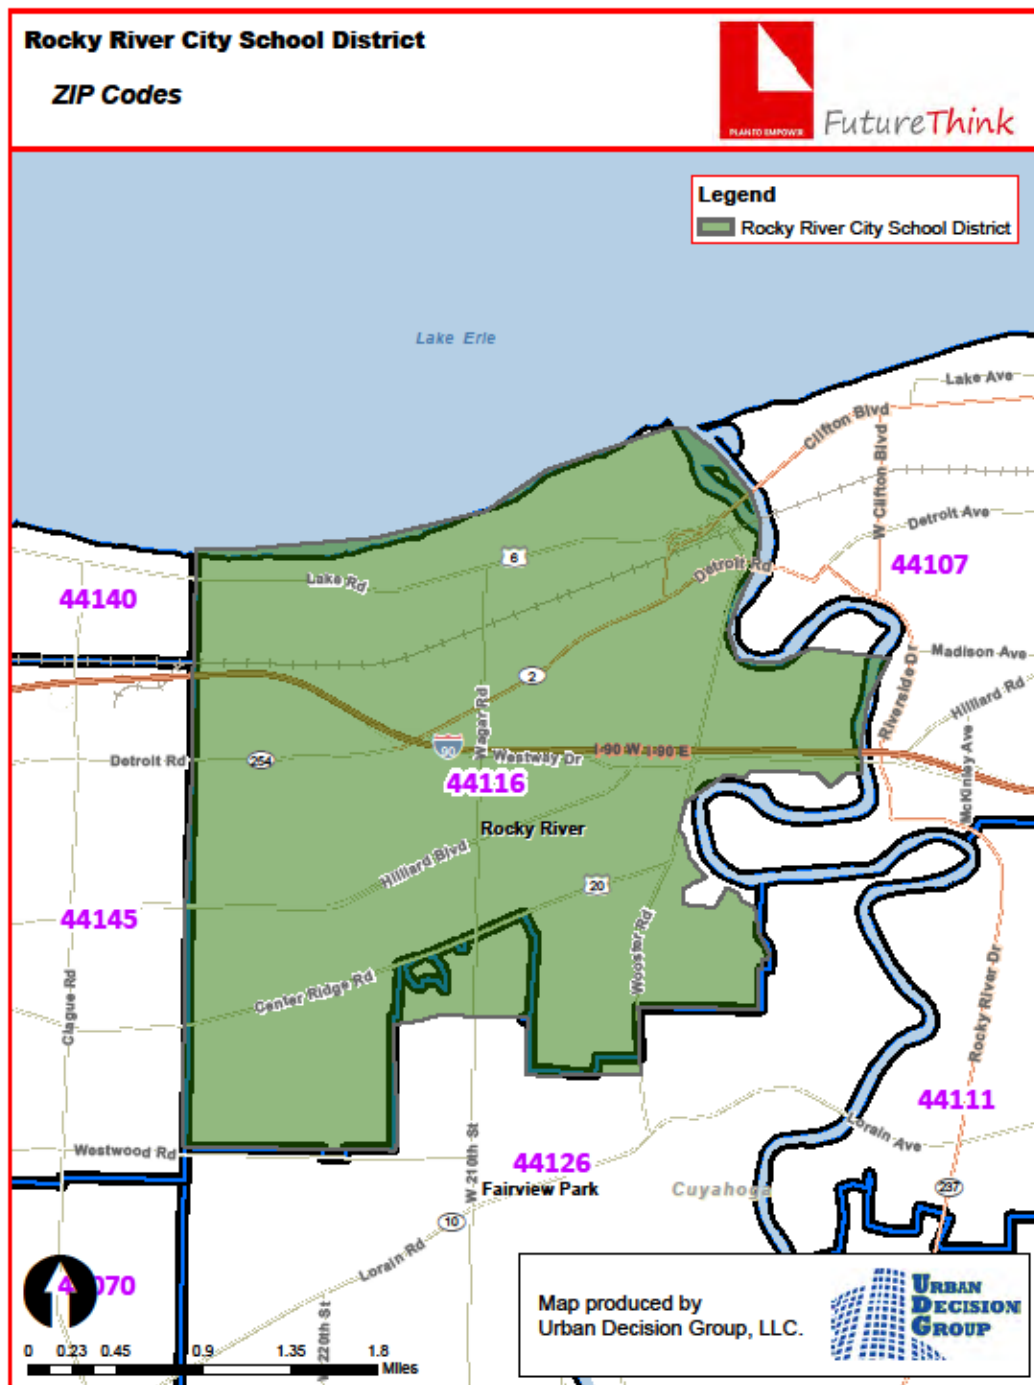 Rocky River City School District
ZIP Codes
PLAN TO EMPOWER
FutureThink
Legend
Rocky River City School District
Lake Erie
Lake Ave
Clifton Blvd
W Clifton Blvd
Detroit Ave
6
Lake Rd
Detroit Rd
44107
44140
Madison Ave
2
Riverside Dr
Hilliard Rd
Wagar Rd
90
I-90 W I-90 E
Detroit Rd
254
Westway Dr
44116
McKinley Ave
Rocky River
Hilliard Blvd
20
44145
Wooster Rd
Center Ridge Rd
Clague Rd
Rocky River Dr
44111
Lorain Ave
Westwood Rd
W 210th St
44126
Fairview Park
Cuyahoga
237
10
Lorain Rd
W 220th St
0 0.23 0.45 0.9 1.35 1.8
Miles
Map produced by
Urban Decision Group, LLC.
URBAN
DECISION
GROUP